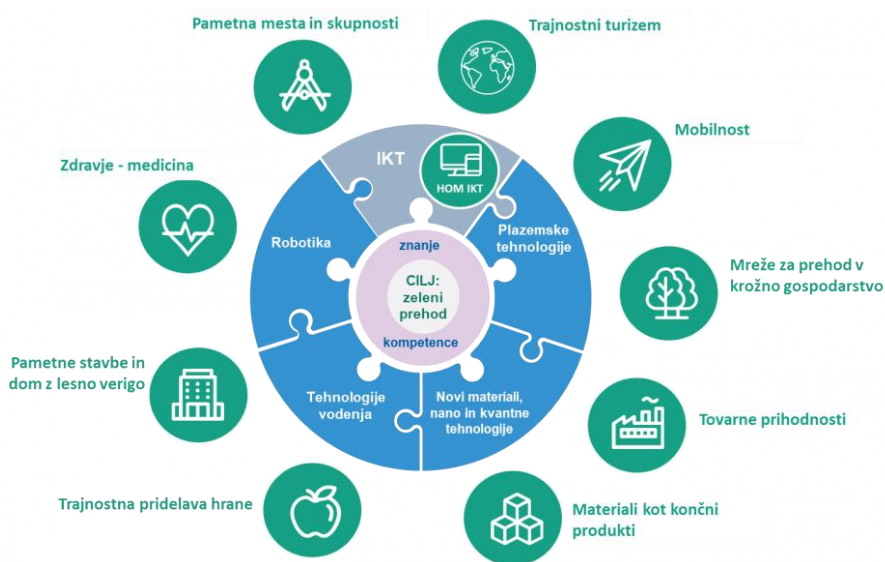 Pametna mesta in skupnosti
Trajnostni turizem
Mobilnost
Zdravje - medicina
IKT
HOM IKT
Robotika
Plazemske
tehnologije
znanje
CILJ:
zeleni
prehod
kompetence
Mreže za prehod v
krožno gospodarstvo
Pametne stavbe in
dom z lesno verigo
Tehnologije
vodenja
Novi materiali,
nano in kvantne
tehnologije
Tovarne prihodnosti
Trajnostna pridelava hrane
Materiali kot končni
produkti